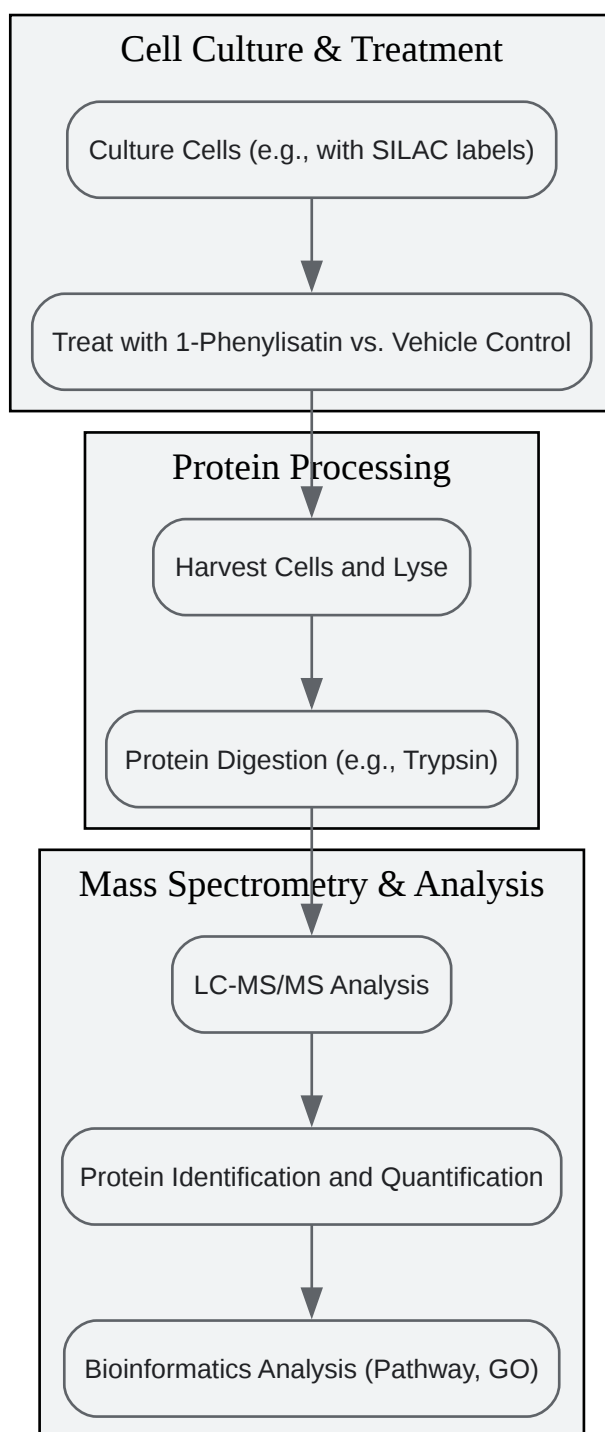 Cell Culture & Treatment
Culture Cells (e.g., with SILAC labels)
Treat with 1-Phenylisatin vs. Vehicle Control
Protein Processing
Harvest Cells and Lyse
Protein Digestion (e.g., Trypsin)
Mass Spectrometry & Analysis
LC-MS/MS Analysis
Protein Identification and Quantification
Bioinformatics Analysis (Pathway, GO)